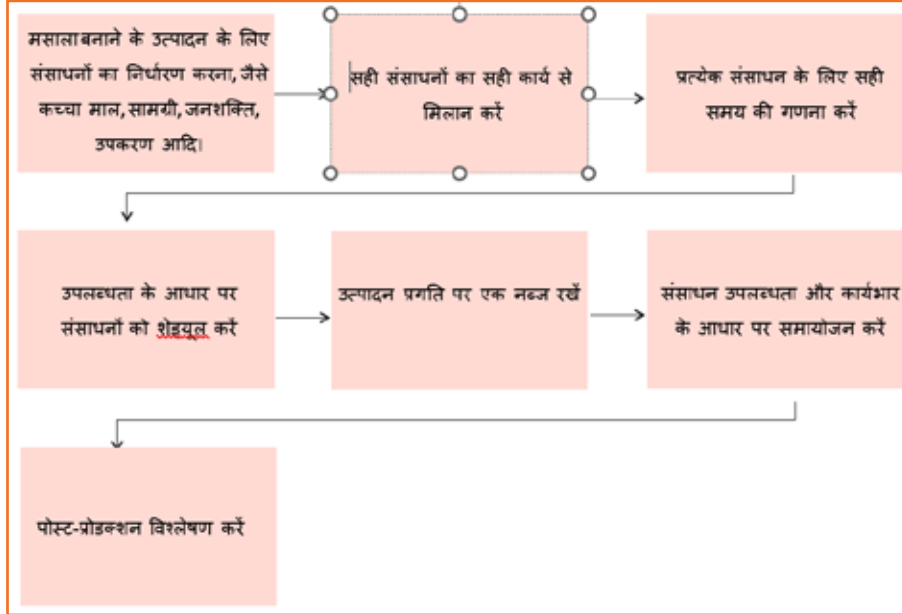 मसाला बनाने के उत्पादन के लिए
संसाधनों का निर्धारण करना, जैसे
कच्चा माल, सामग्री, जनशक्ति,
उपकरण आदि।
सही संसाधनों का सही कार्य से
मिलान करें
प्रत्येक संसाधन के लिए सही
समय की गणना करें
उपलब्धता के आधार पर
संसाधनों को शेड्यूल करें
उत्पादन प्रगति पर एक नब्ज रखें
संसाधन उपलब्धता और कार्यभार
के आधार पर समायोजन करें
पोस्ट-प्रोडक्शन विश्लेषण करें